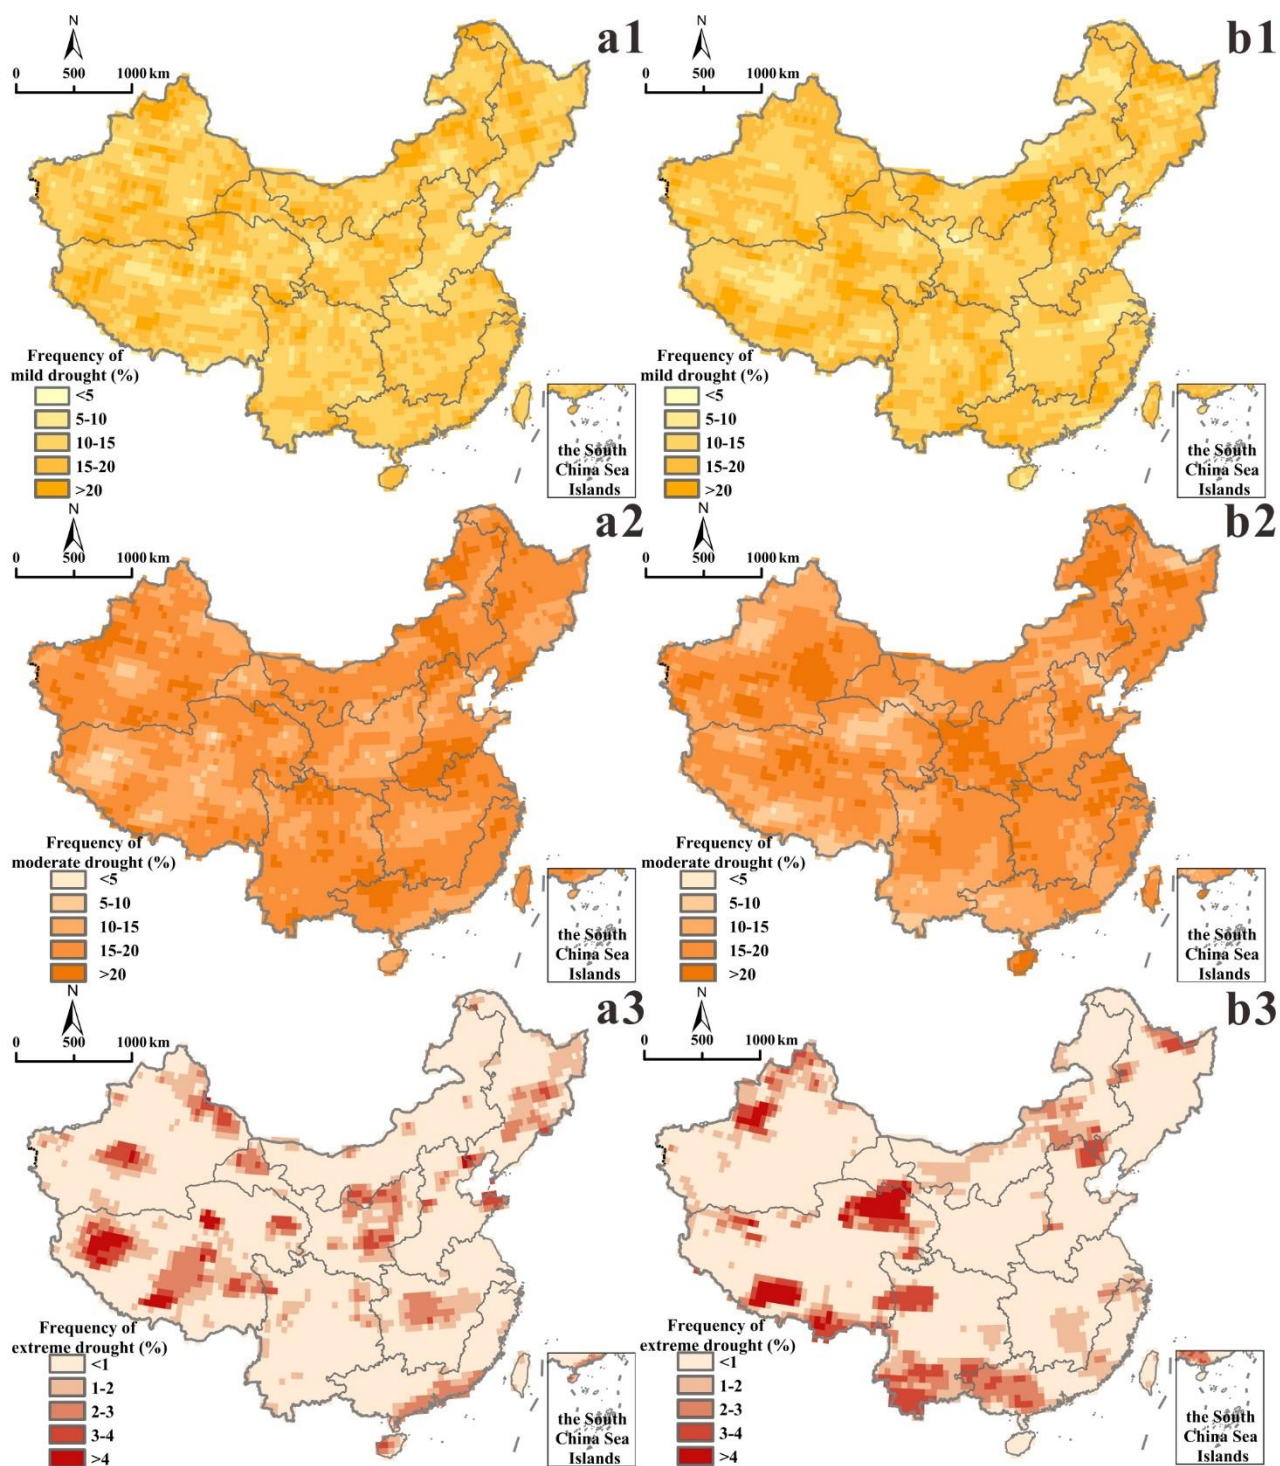 N
a1
0 500 1000 km
Frequency of
mild drought (%)
<5
5-10
10-15
15-20
>20
the South
China Sea
Islands
N
b1
0 500 1000 km
Frequency of
mild drought (%)
<5
5-10
10-15
15-20
>20
the South
China Sea
Islands
N
a2
0 500 1000 km
Frequency of
moderate drought (%)
<5
5-10
10-15
15-20
>20
the South
China Sea
Islands
N
b2
0 500 1000 km
Frequency of
moderate drought (%)
<5
5-10
10-15
15-20
>20
the South
China Sea
Islands
N
a3
0 500 1000 km
Frequency of
extreme drought (%)
<1
1-2
2-3
3-4
>4
the South
China Sea
Islands
N
b3
0 500 1000 km
Frequency of
extreme drought (%)
<1
1-2
2-3
3-4
>4
the South
China Sea
Islands